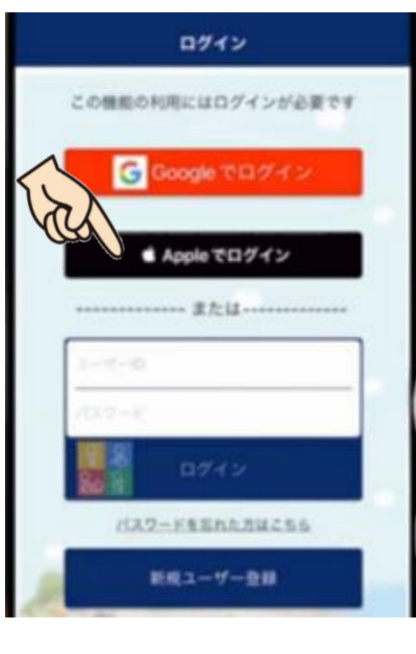 ログイン
この機能の利用にはログインが必要です
Googleでログイン
Appleでログイン
または
ユーザーID
パスワード
ログイン
パスワードを忘れた方はこちら
新規ユーザー登録